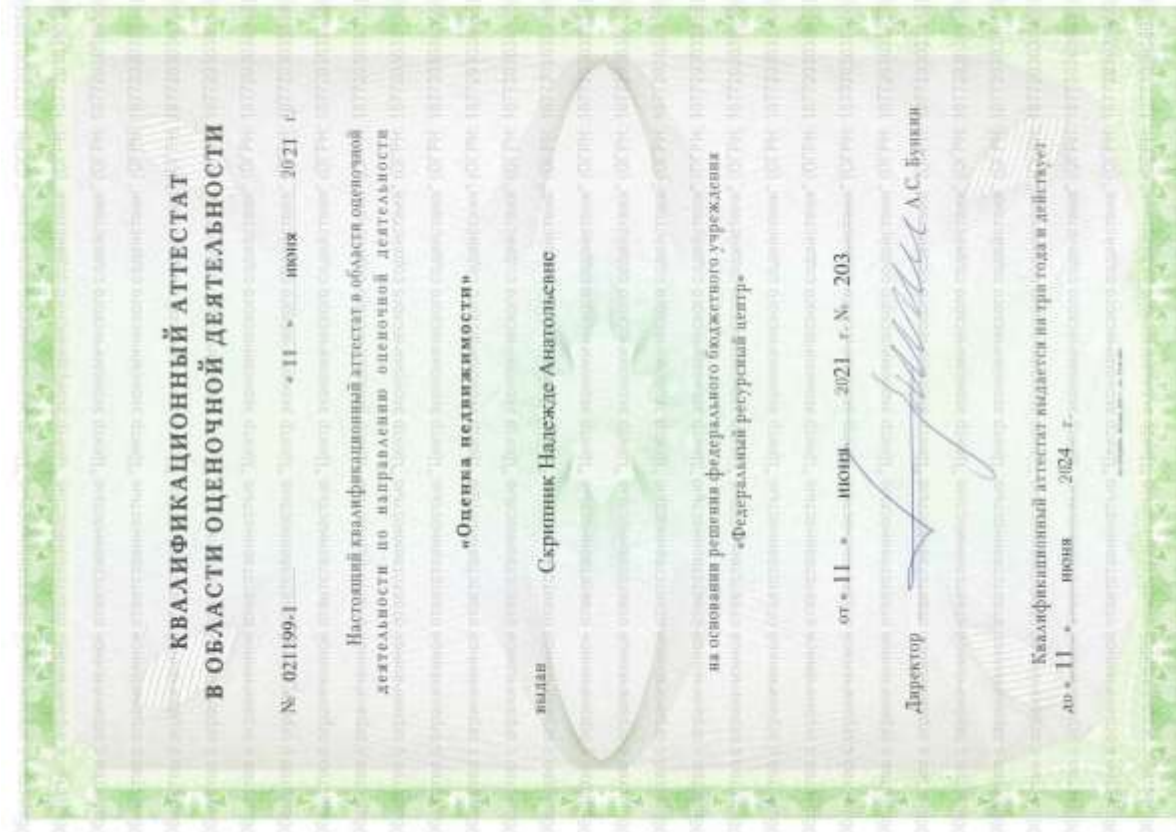 КВАЛИФИКАЦИОННЫЙ АТТЕСТАТ
В ОБЛАСТИ ОЦЕНОЧНОЙ ДЕЯТЕЛЬНОСТИ
№ 021199-1 « 11 » июня 2021 г.
Настоящий квалификационный аттестат в области оценочной
деятельности по направлению оценочной деятельности
«Оценка недвижимости»
выдан Скрипник Надежде Анатольевне
на основании решения федерального бюджетного учреждения
«Федеральный ресурсный центр»
от « 11 » июня 2021 г. № 203
Директор А.С. Бункин
Квалификационный аттестат выдается на три года и действует
до « 11 » июня 2024 г.